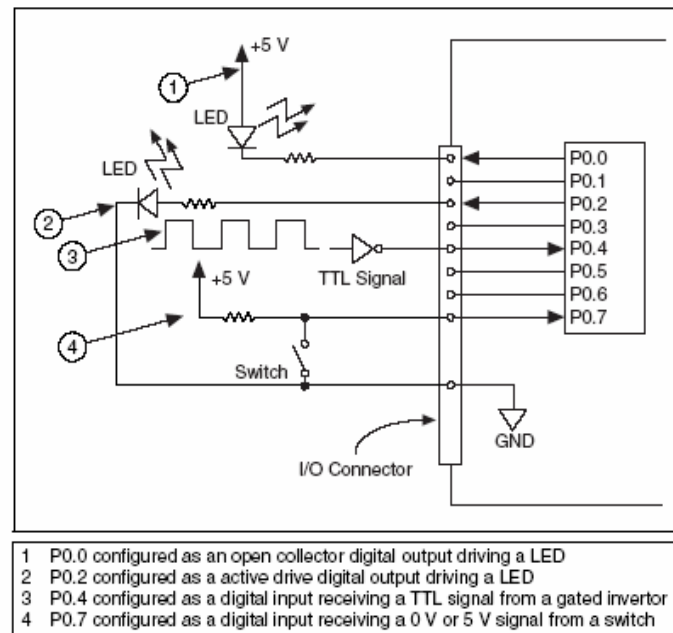 +5 V
1
LED
LED
P0.0
P0.1
2
P0.2
P0.3
3
P0.4
TTL Signal
P0.5
+5 V
P0.6
4
P0.7
Switch
GND
I/O Connector
1 P0.0 configured as an open collector digital output driving a LED
2 P0.2 configured as a active drive digital output driving a LED
3 P0.4 configured as a digital input receiving a TTL signal from a gated invertor
4 P0.7 configured as a digital input receiving a 0 V or 5 V signal from a switch